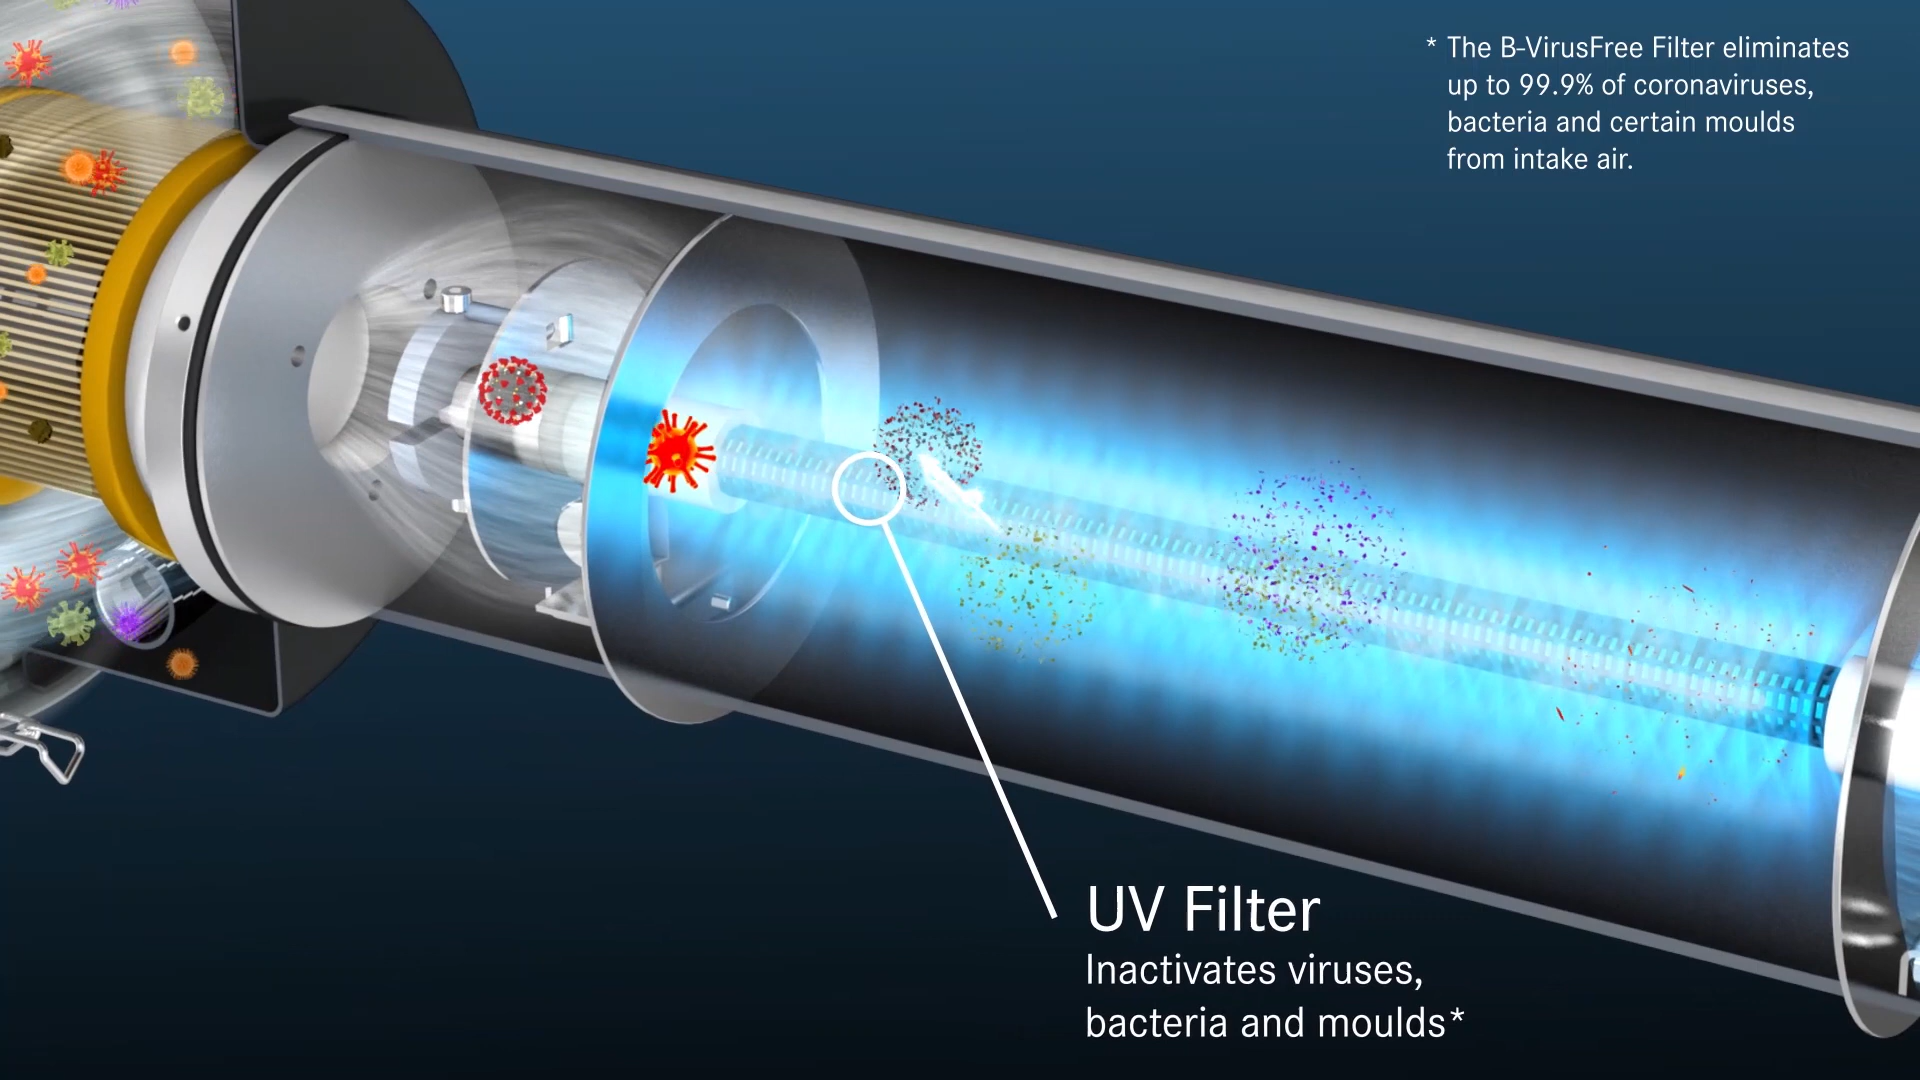 * The B-VirusFree Filter eliminates
up to 99.9% of coronaviruses,
bacteria and certain moulds
from intake air.
UV Filter
Inactivates viruses,
bacteria and moulds*